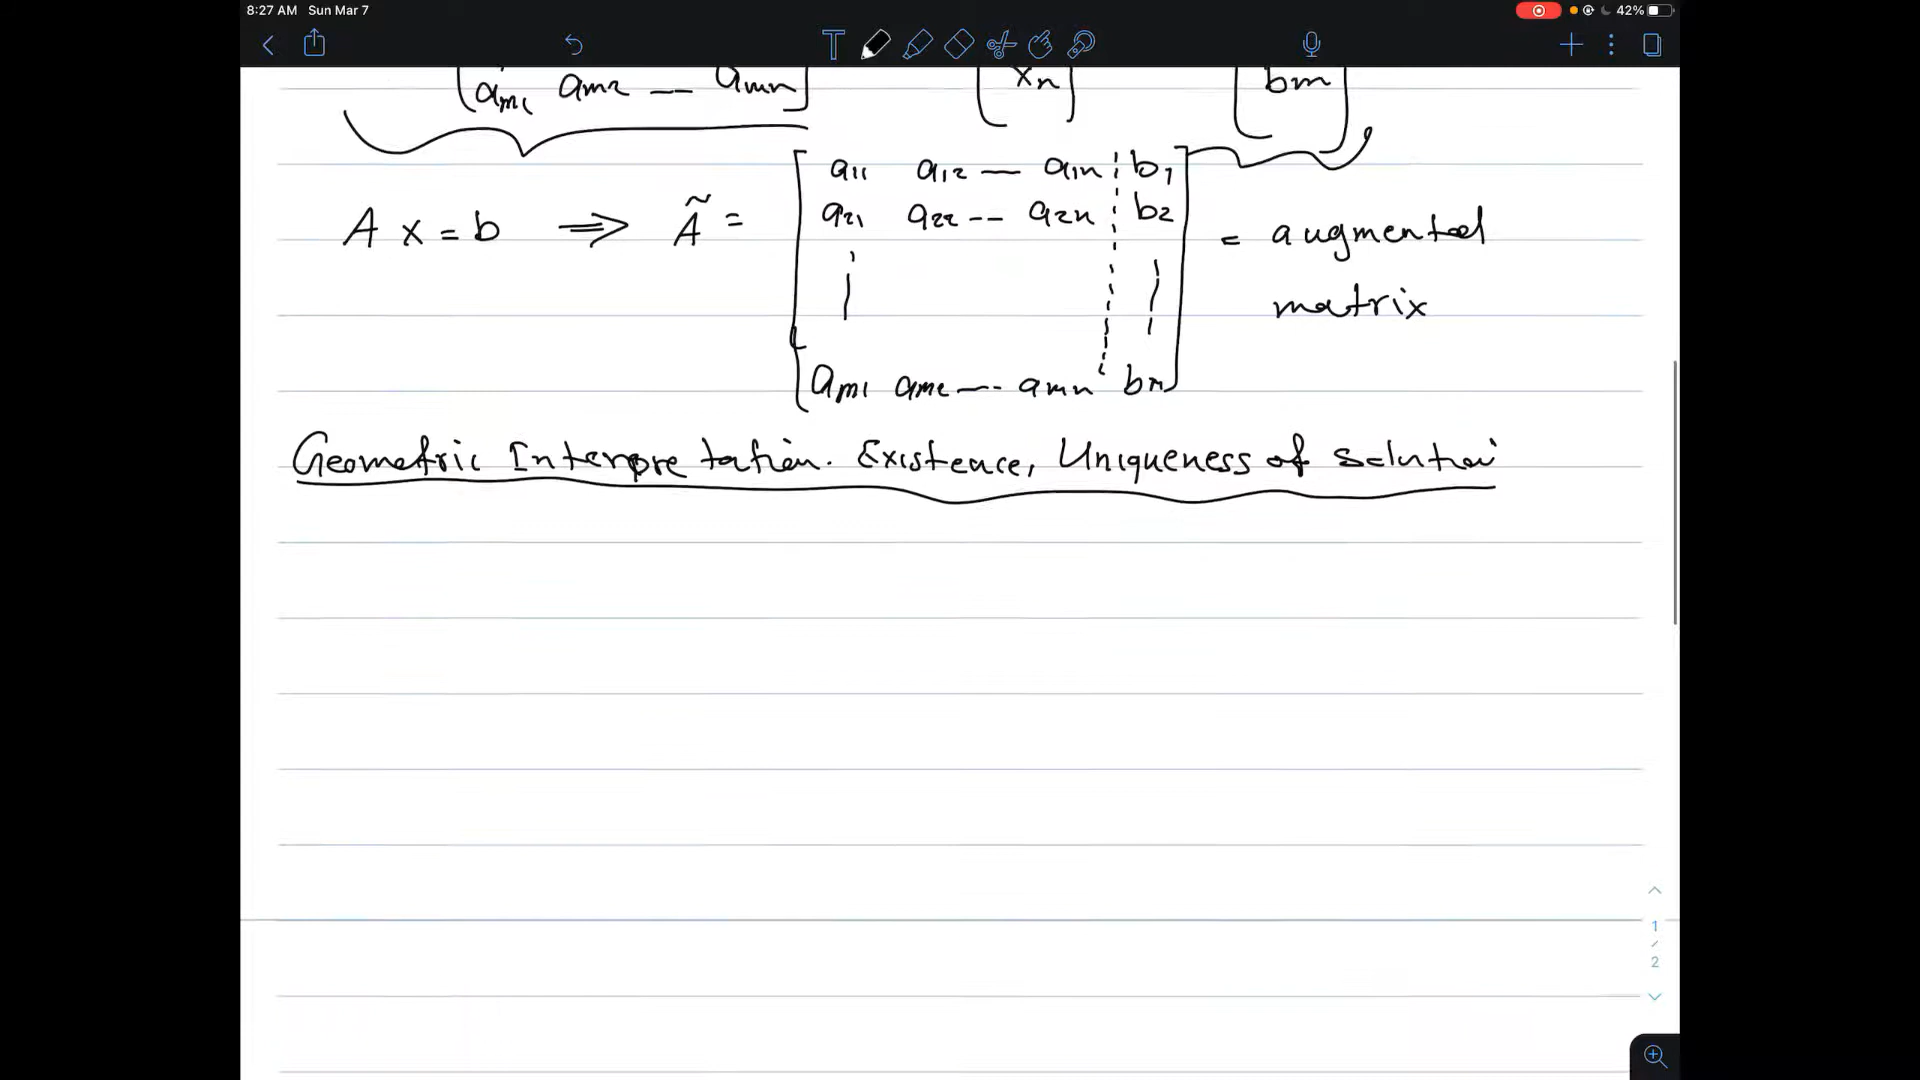 8:27 AM Sun Mar 7 42%
T
am1 am2 -- amn xn bm
a11 a12 — a1n b1
a21 a22 -- a2n b2
A x = b ⇒ Ã = = augmented
matrix
am1 am2 --- amn bm
Geometric Interpretation. Existence, Uniqueness of solution
1
/
2